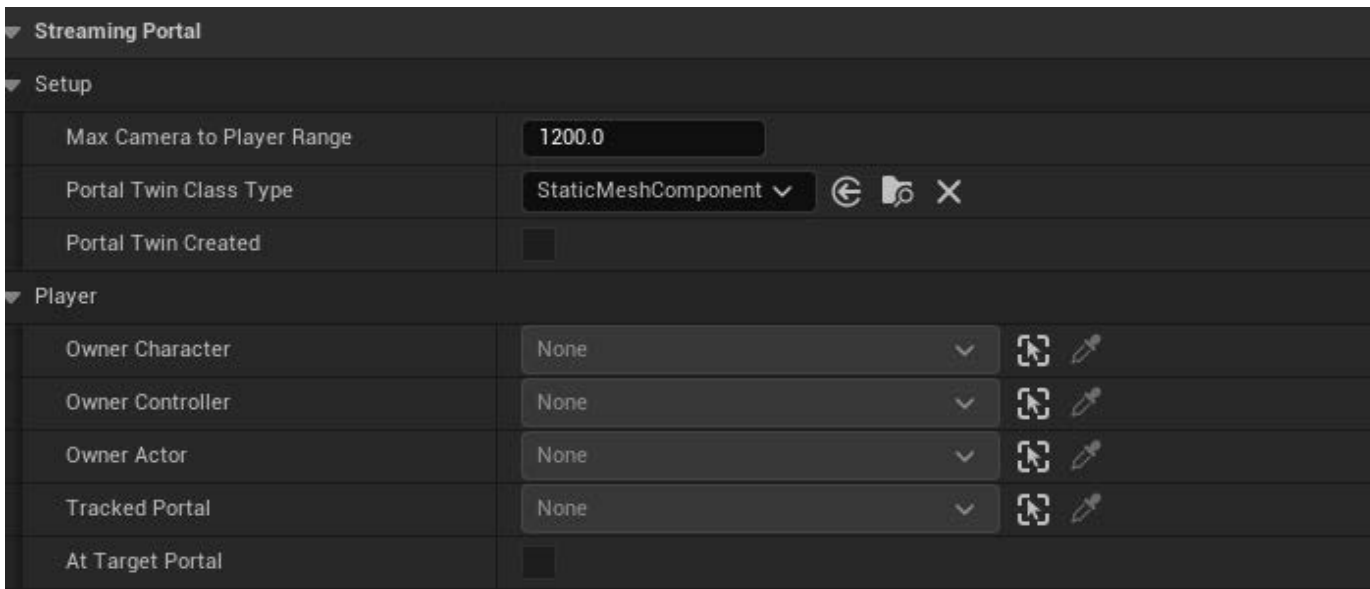 Streaming Portal
Setup
Max Camera to Player Range 1200.0
Portal Twin Class Type StaticMeshComponent
Portal Twin Created
Player
Owner Character None
Owner Controller None
Owner Actor None
Tracked Portal None
At Target Portal